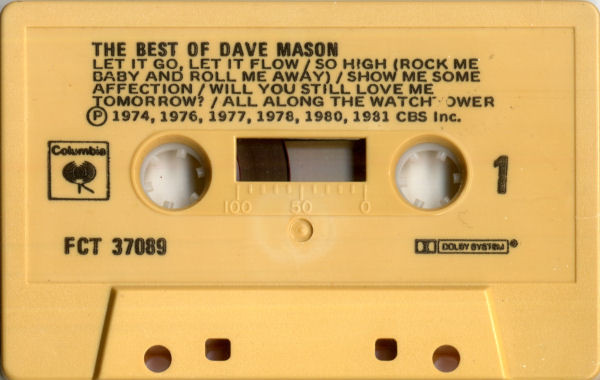 THE BEST OF DAVE MASON
LET IT GO, LET IT FLOW / SO HIGH (ROCK ME
BABY AND ROLL ME AWAY) / SHOW ME SOME
AFFECTION / WILL YOU STILL LOVE ME
TOMORROW? / ALL ALONG THE WATCH OWER
Ⓟ 1974, 1976, 1977, 1978, 1980, 1981 CBS Inc.
Columbia
1
100 50 0
FCT 37089
DOLBY SYSTEM ®